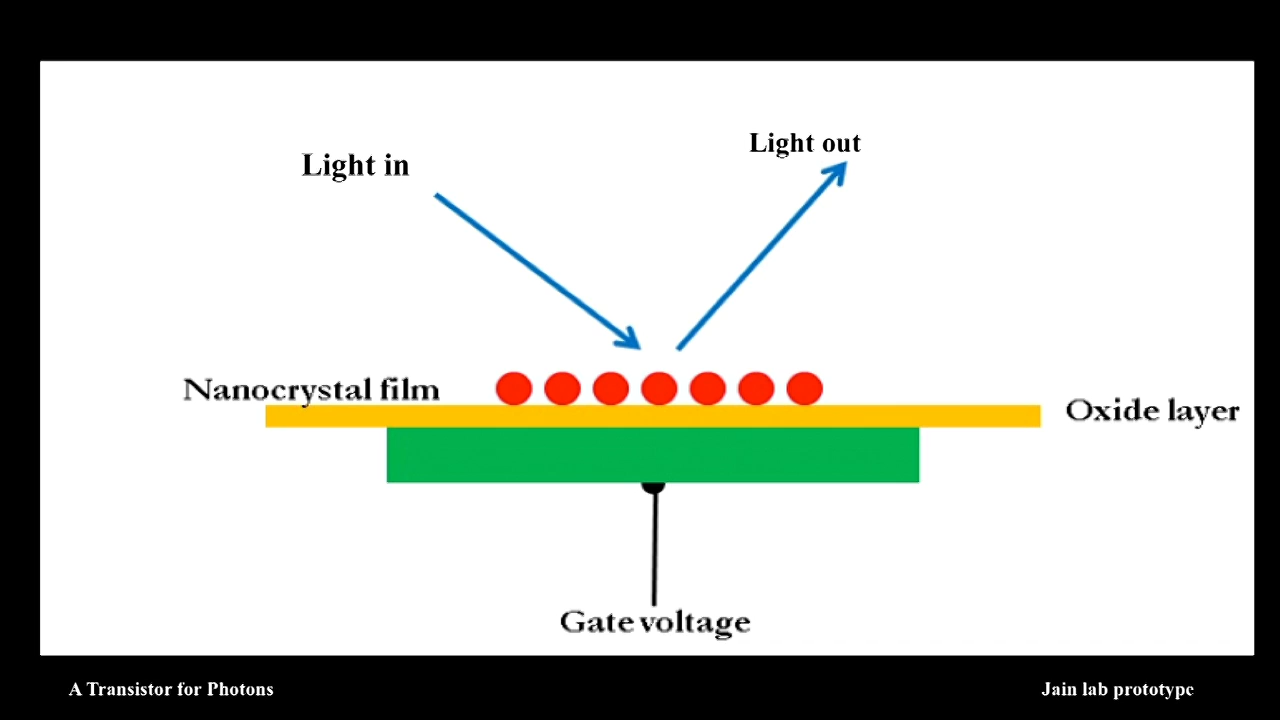 Light in
Light out
Nanocrystal film
Oxide layer
Gate voltage
A Transistor for Photons
Jain lab prototype